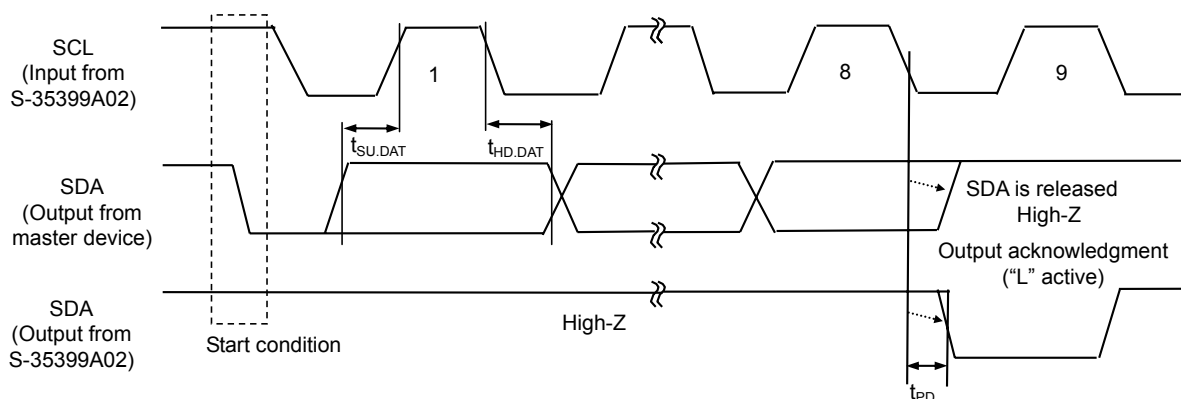 SCL
(Input from
S-35399A02)
1
8
9
tSU.DAT
tHD.DAT
SDA
(Output from
master device)
SDA is released
High-Z
Output acknowledgment
(“L” active)
SDA
(Output from
S-35399A02)
Start condition
High-Z
tPD